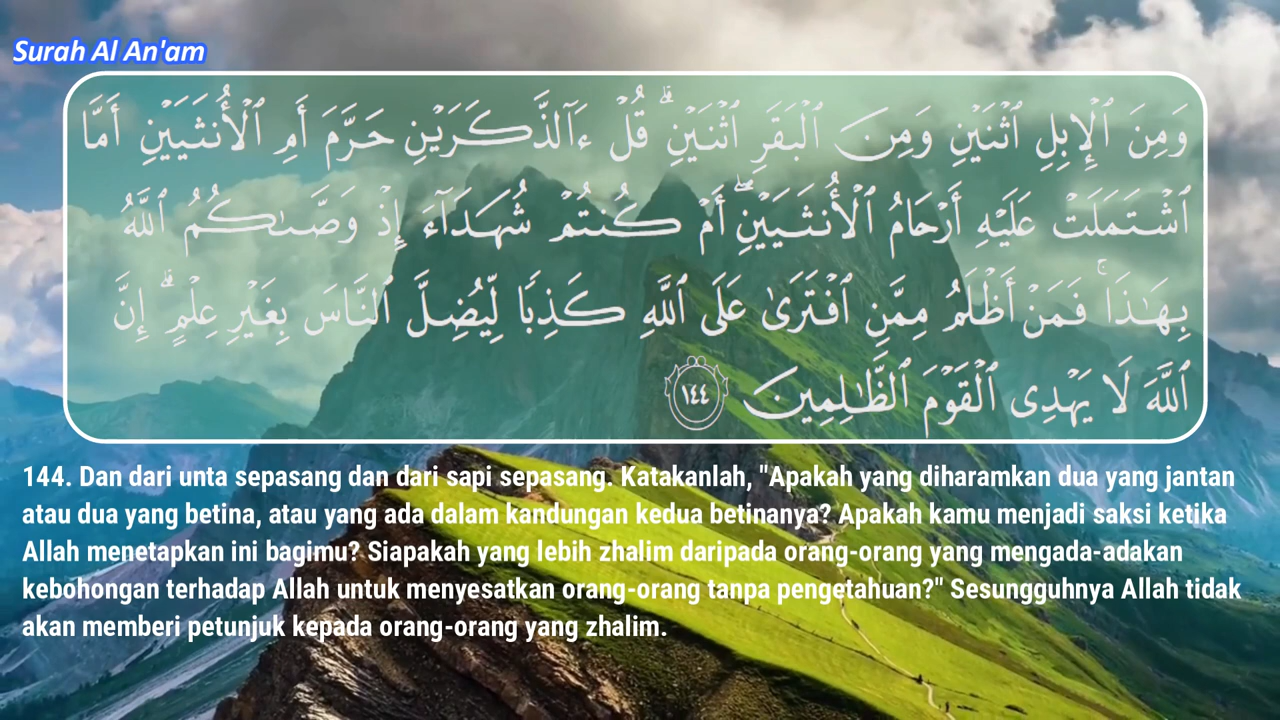 Surah Al An'am
وَمِنَ ٱلْإِبِلِ ٱثْنَيْنِ وَمِنَ ٱلْبَقَرِ ٱثْنَيْنِ ۗ قُلْ ءَآلذَّكَرَيْنِ حَرَّمَ أَمِ ٱلْأُنثَيَيْنِ أَمَّا
ٱشْتَمَلَتْ عَلَيْهِ أَرْحَامُ ٱلْأُنثَيَيْنِ ۖ أَمْ كُنتُمْ شُهَدَآءَ إِذْ وَصَّىٰكُمُ ٱللَّهُ
بِهَٰذَا ۚ فَمَنْ أَظْلَمُ مِمَّنِ ٱفْتَرَىٰ عَلَى ٱللَّهِ كَذِبًا لِّيُضِلَّ ٱلنَّاسَ بِغَيْرِ عِلْمٍ ۗ إِنَّ
ٱللَّهَ لَا يَهْدِى ٱلْقَوْمَ ٱلظَّٰلِمِينَ ١٤٤
144. Dan dari unta sepasang dan dari sapi sepasang. Katakanlah, "Apakah yang diharamkan dua yang jantan
atau dua yang betina, atau yang ada dalam kandungan kedua betinanya? Apakah kamu menjadi saksi ketika
Allah menetapkan ini bagimu? Siapakah yang lebih zhalim daripada orang-orang yang mengada-adakan
kebohongan terhadap Allah untuk menyesatkan orang-orang tanpa pengetahuan?" Sesungguhnya Allah tidak
akan memberi petunjuk kepada orang-orang yang zhalim.